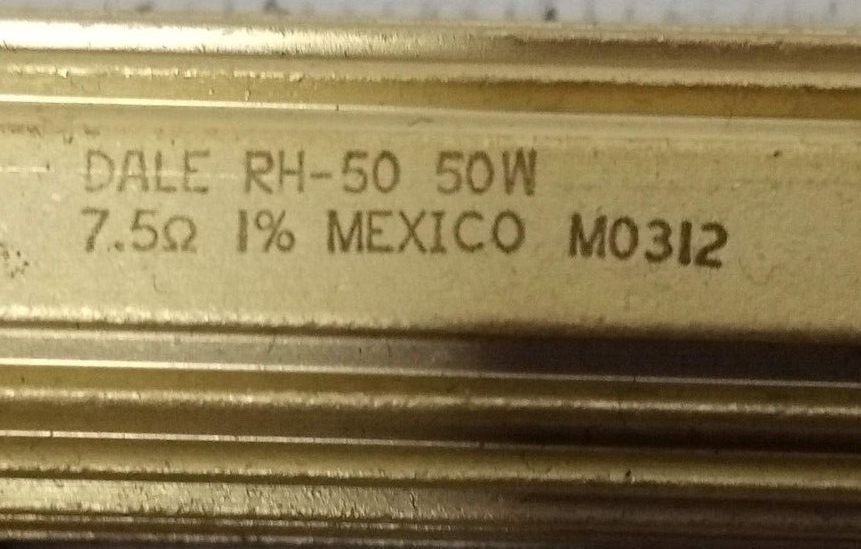 DALE RH-50 50W
7.5Ω 1% MEXICO M0312